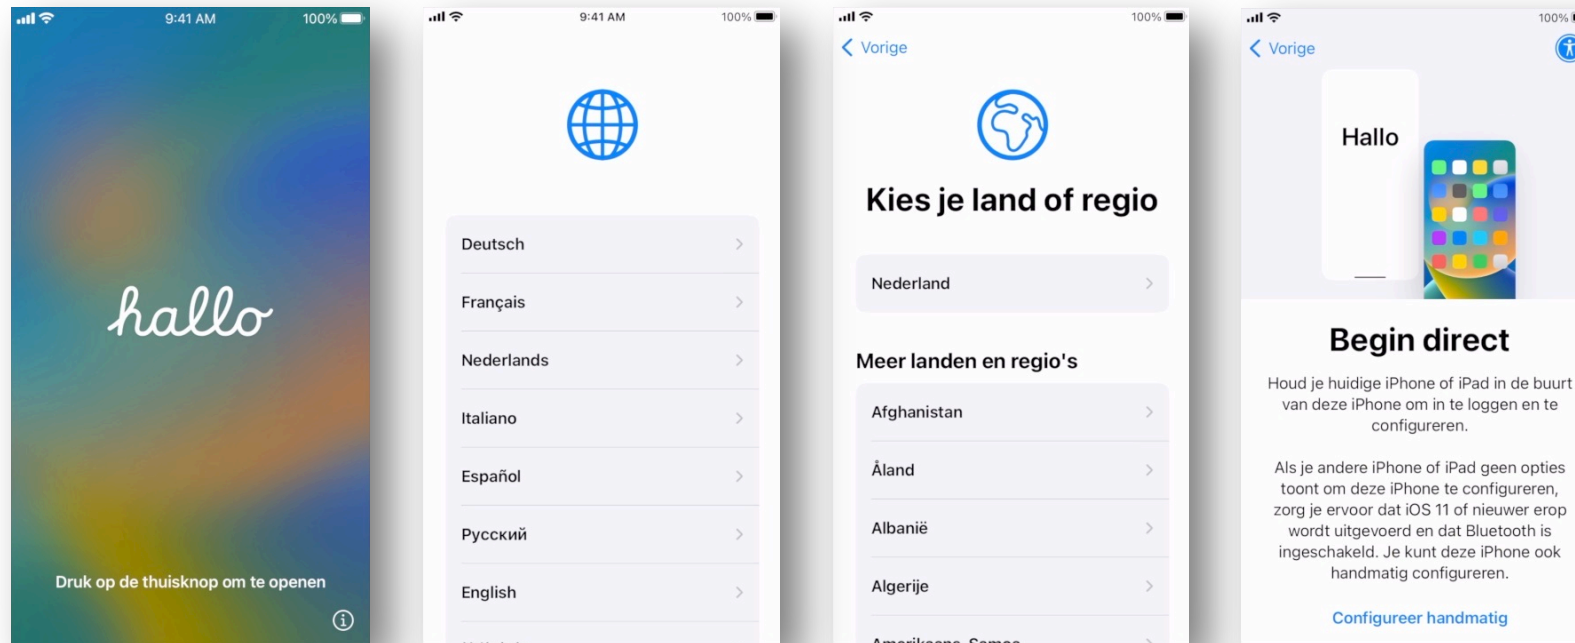 9:41 AM
100%
hallo
Druk op de thuisknop om te openen
9:41 AM
100%
Deutsch
Français
Nederlands
Italiano
Español
Русский
English
100%
Vorige
Kies je land of regio
Nederland
Meer landen en regio's
Afghanistan
Åland
Albanië
Algerije
100%
Vorige
Hallo
Begin direct
Houd je huidige iPhone of iPad in de buurt
van deze iPhone om in te loggen en te
configureren.
Als je andere iPhone of iPad geen opties
toont om deze iPhone te configureren,
zorg je ervoor dat iOS 11 of nieuwer erop
wordt uitgevoerd en dat Bluetooth is
ingeschakeld. Je kunt deze iPhone ook
handmatig configureren.
Configureer handmatig